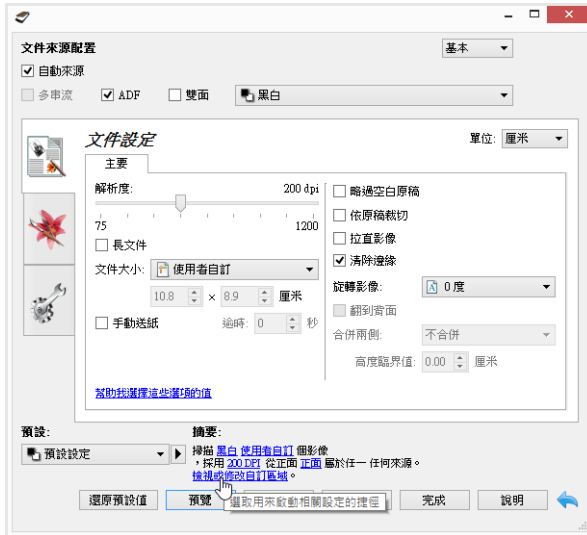 文件來源配置
基本
自動來源
多串流 ADF 雙面 黑白
文件設定 單位: 厘米
主要
解析度: 200 dpi
75 1200
長文件
文件大小: 使用者自訂
10.8 × 8.9 厘米
手動送紙 逾時: 0 秒
略過空白原稿
依原稿裁切
拉直影像
清除邊緣
旋轉影像: 0 度
翻到背面
合併兩側: 不合併
高度臨界值: 0.00 厘米
幫助我選擇這些選項的值
預設: 摘要:
預設設定
掃描 黑白 使用者自訂 個影像
，採用 200 DPI 從正面 正面 屬於任一 任何來源。
檢視或修改自訂區域。
還原預設值 預覽 完成 說明
選取用來啟動相關設定的捷徑